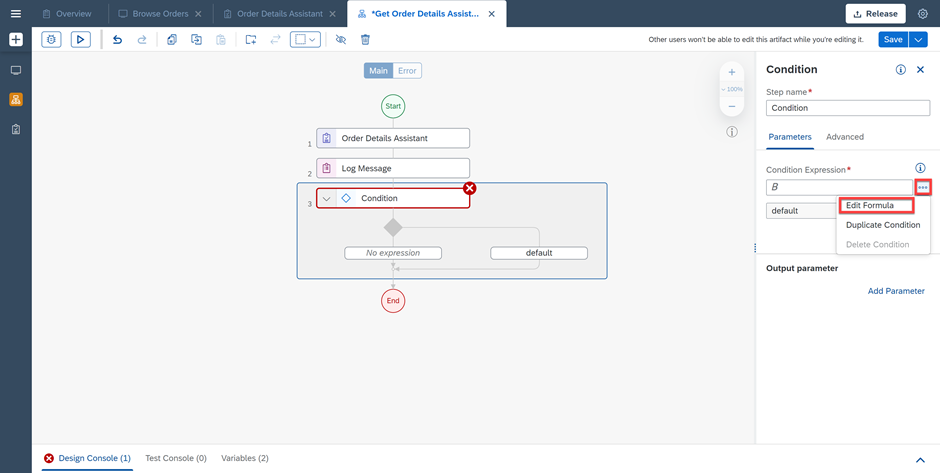 Overview
Browse Orders
Order Details Assistant
*Get Order Details Assist...
Release
Other users won't be able to edit this artifact while you're editing it.
Save
Main
Error
100%
Start
1
Order Details Assistant
2
Log Message
3
Condition
No expression
default
End
Condition
Step name*
Condition
Parameters
Advanced
Condition Expression*
B
default
Edit Formula
Duplicate Condition
Delete Condition
Output parameter
Add Parameter
Design Console (1)
Test Console (0)
Variables (2)